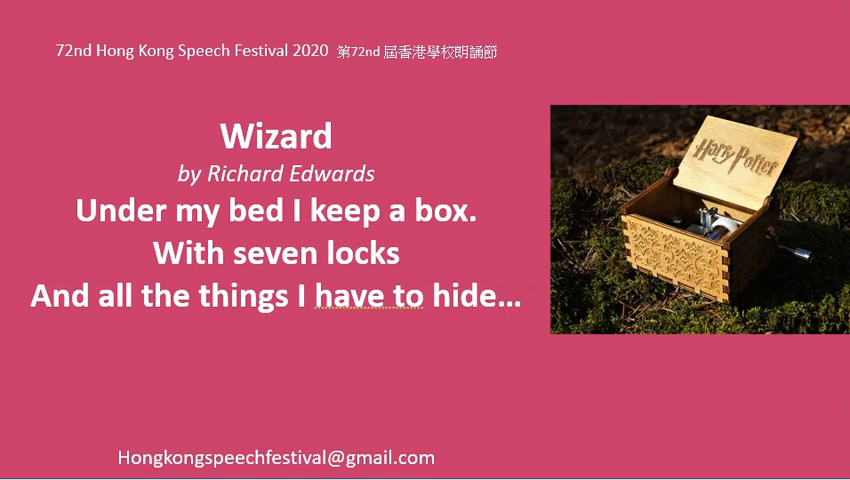 72nd Hong Kong Speech Festival 2020 第72nd 屆香港學校朗誦節
Wizard
by Richard Edwards
Under my bed I keep a box.
With seven locks
And all the things I have to hide…
Harry Potter
Hongkongspeechfestival@gmail.com